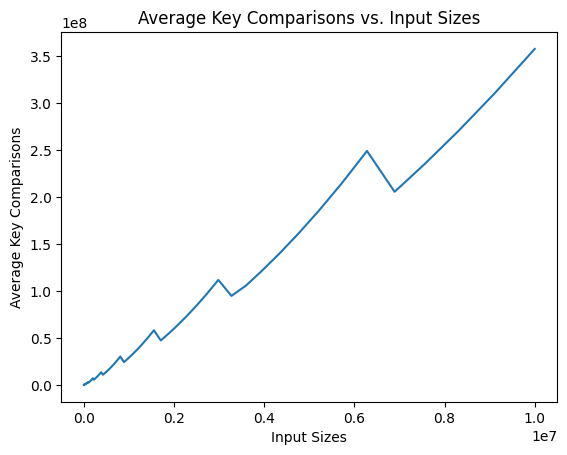 Average Key Comparisons vs. Input Sizes
1e8
3.5
3.0
2.5
2.0
1.5
1.0
0.5
0.0
Average Key Comparisons
0.0 0.2 0.4 0.6 0.8 1.0
1e7
Input Sizes